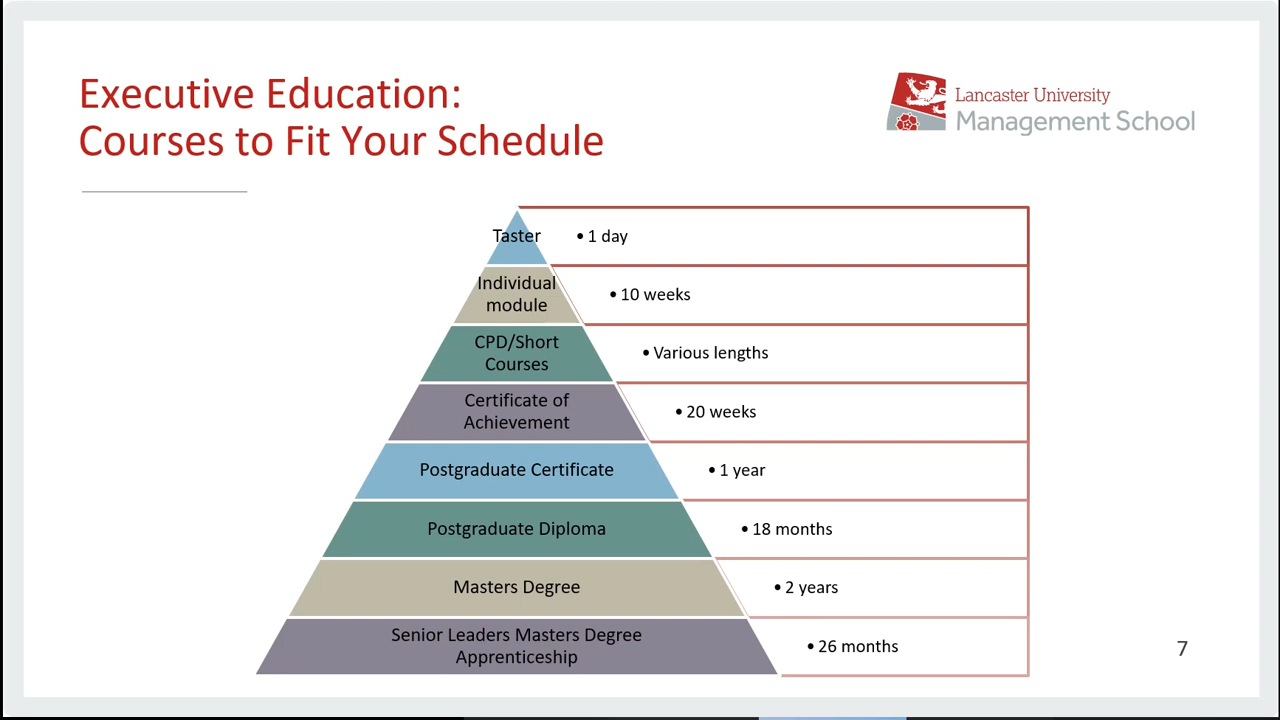 Executive Education:
Courses to Fit Your Schedule
Lancaster University
Management School
Taster
• 1 day
Individual
module
• 10 weeks
CPD/Short
Courses
• Various lengths
Certificate of
Achievement
• 20 weeks
Postgraduate Certificate
• 1 year
Postgraduate Diploma
• 18 months
Masters Degree
• 2 years
Senior Leaders Masters Degree
Apprenticeship
• 26 months
7